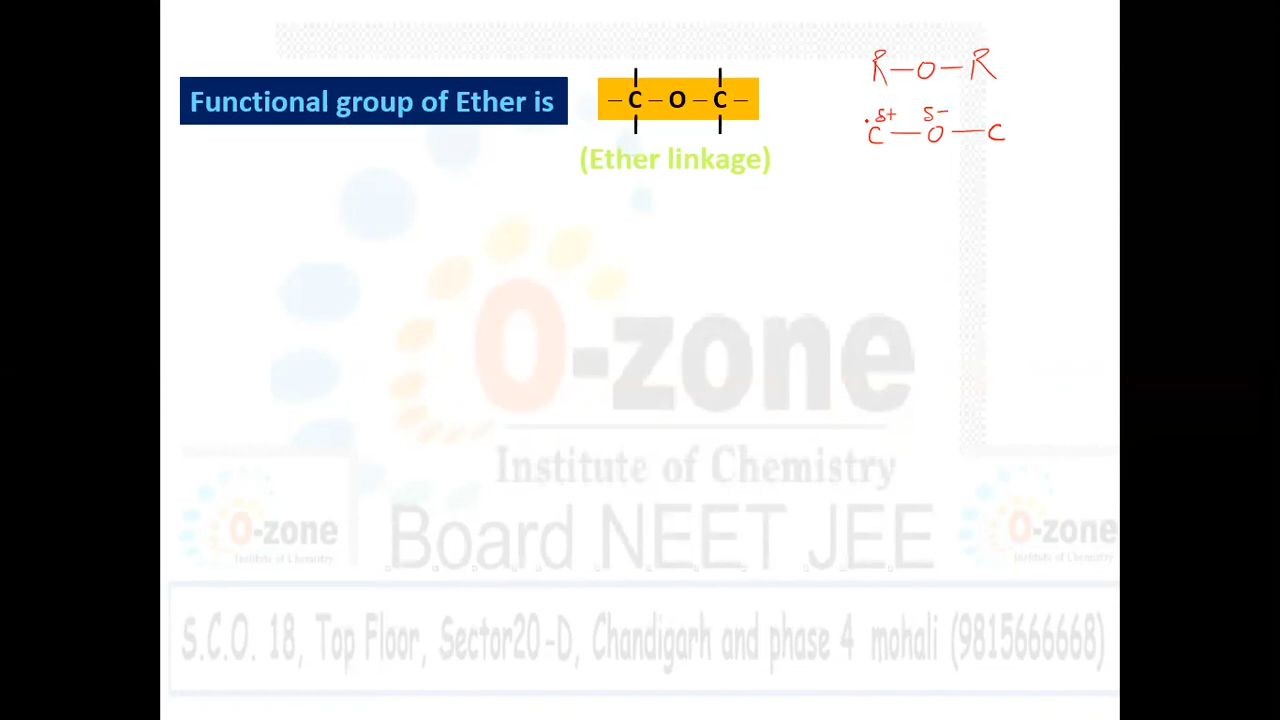 Functional group of Ether is
– C – O – C –
(Ether linkage)
R — O — R
δ+ δ–
C — O — C
O-zone
Institute of Chemistry
Board NEET JEE
O-zone
Institute of Chemistry
O-zone
Institute of Chemistry
S.C.O. 18, Top Floor, Sector20-D, Chandigarh and phase 4 mohali (9815666668)